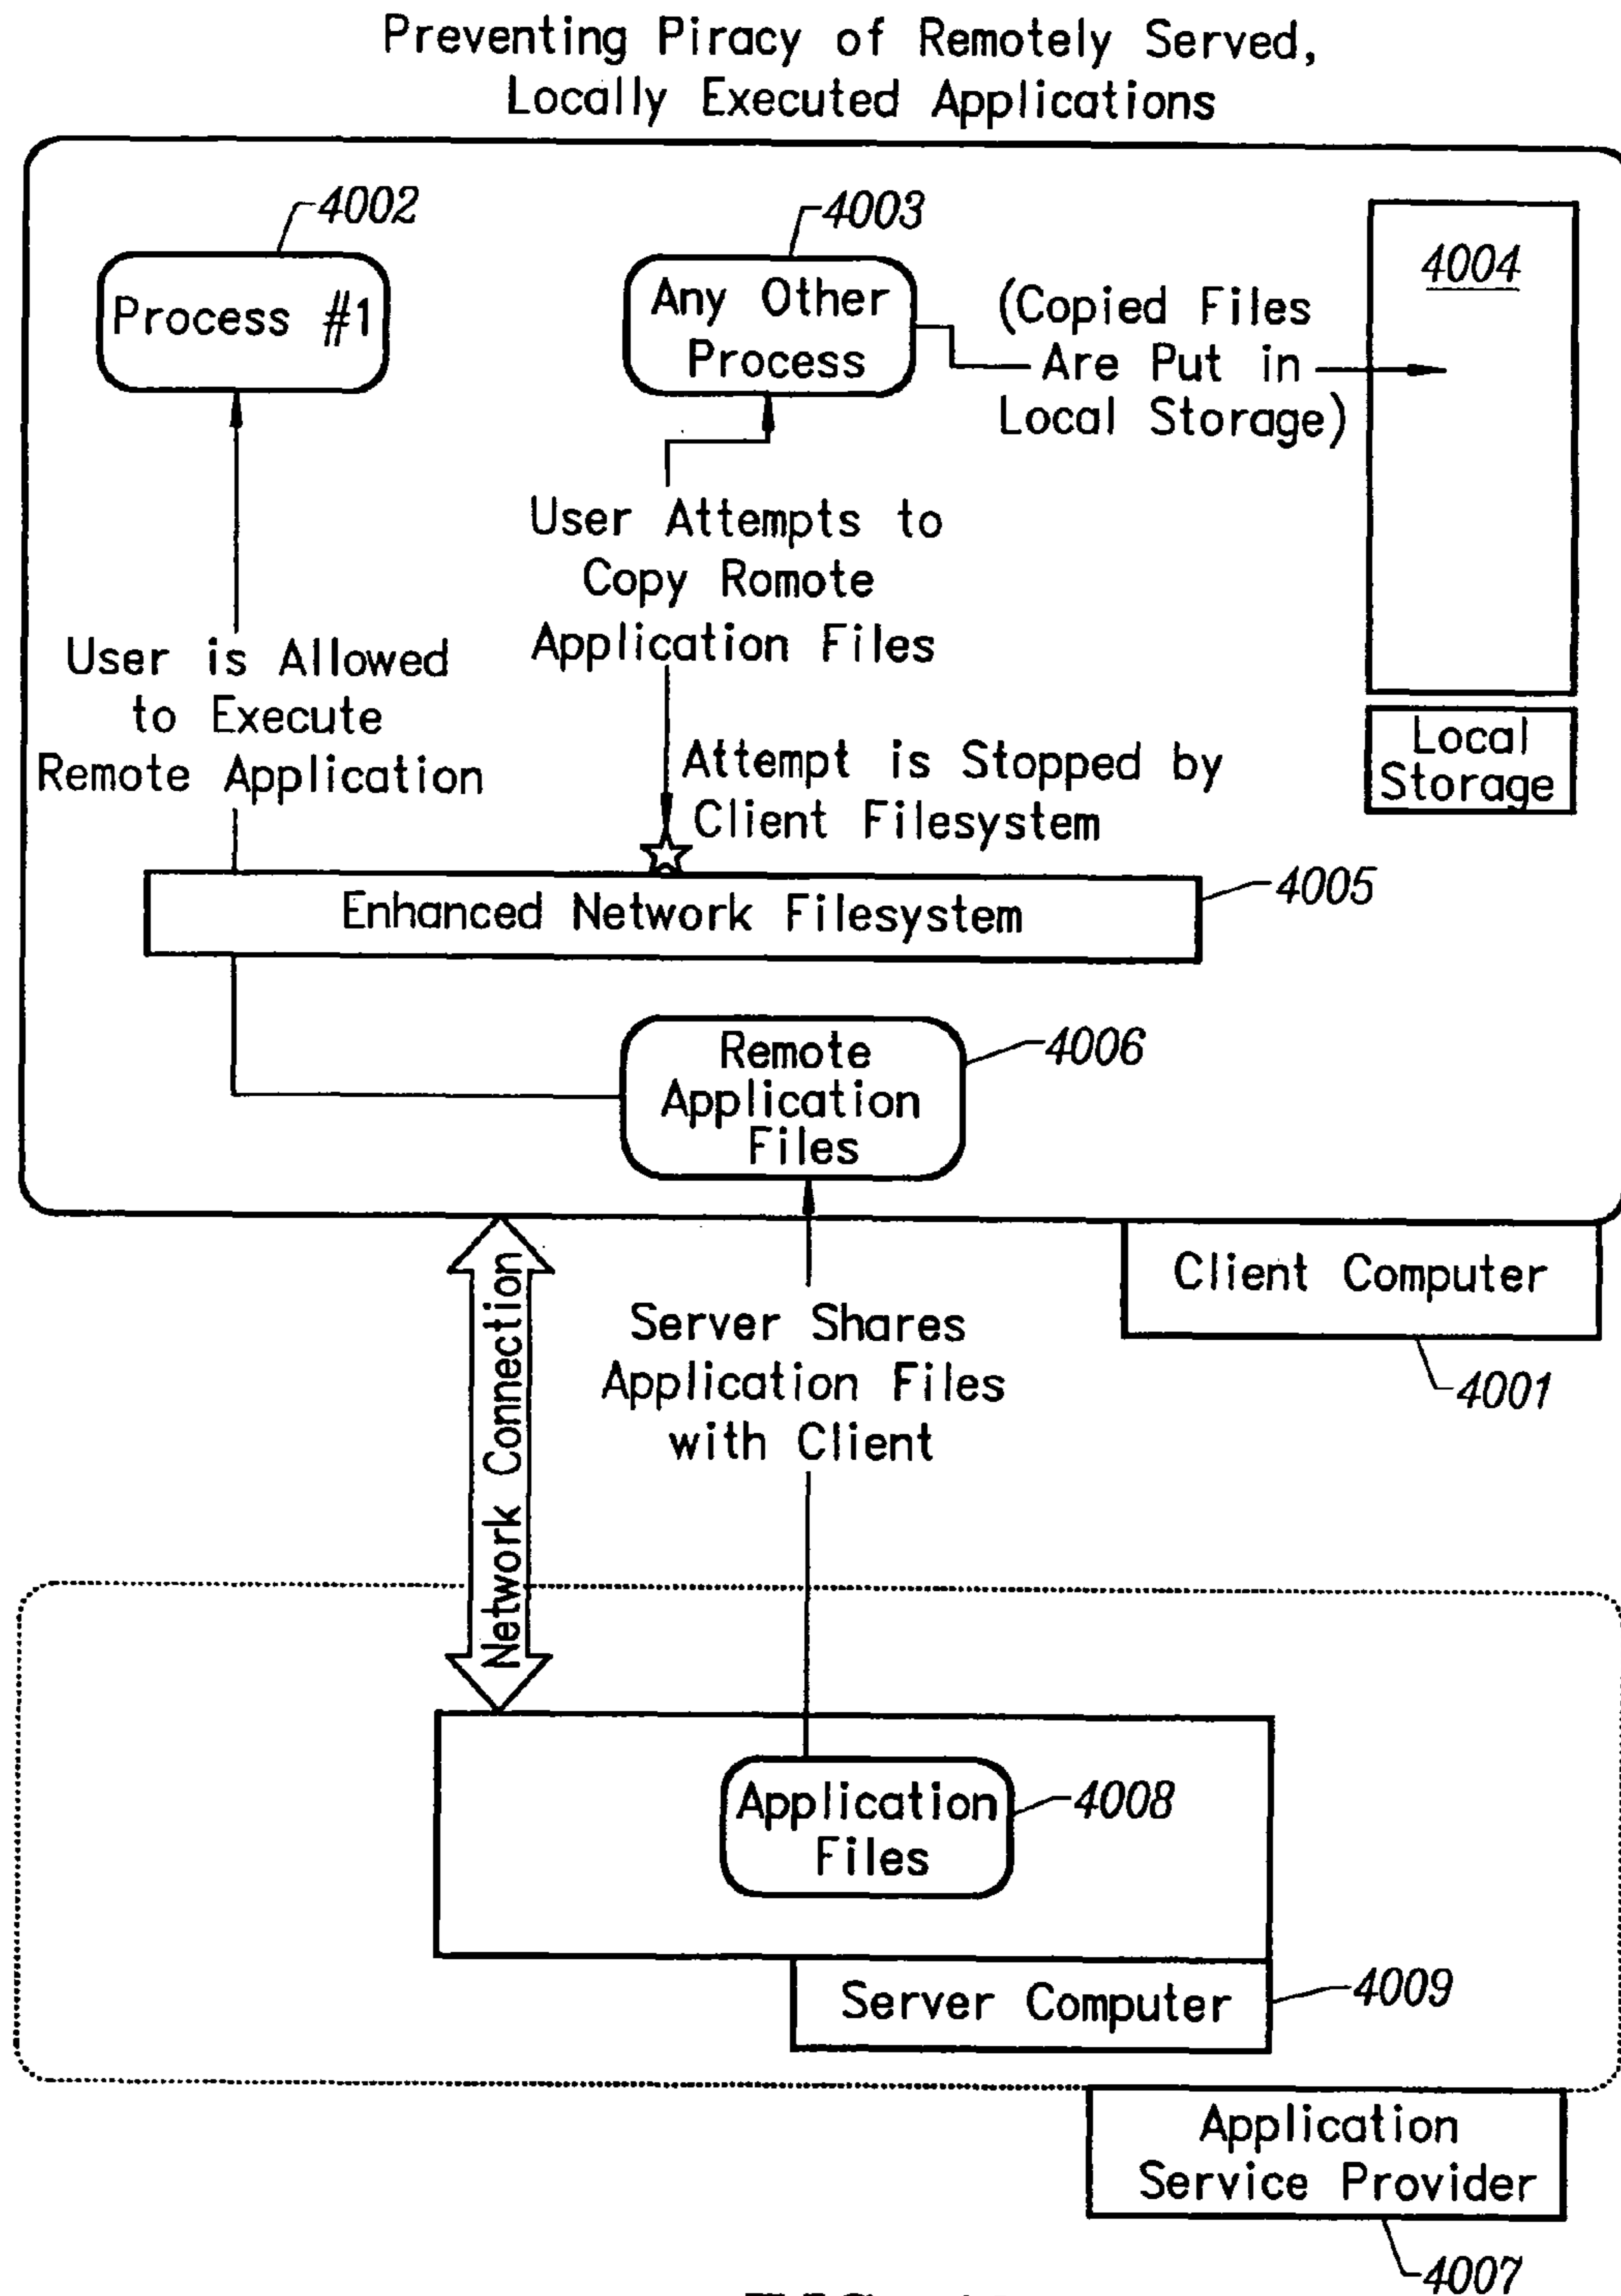 Preventing Piracy of Remotely Served,
Locally Executed Applications
4002
4003
4004
Process #1
Any Other
Process
(Copied Files
Are Put in
Local Storage)
User Attempts to
Copy Romote
Application Files
User is Allowed
to Execute
Remote Application
Local
Storage
Attempt is Stopped by
Client Filesystem
Enhanced Network Filesystem
4005
Remote
Application
Files
4006
Client Computer
4001
Network Connection
Server Shares
Application Files
with Client
Application
Files
4008
Server Computer
4009
Application
Service Provider
4007